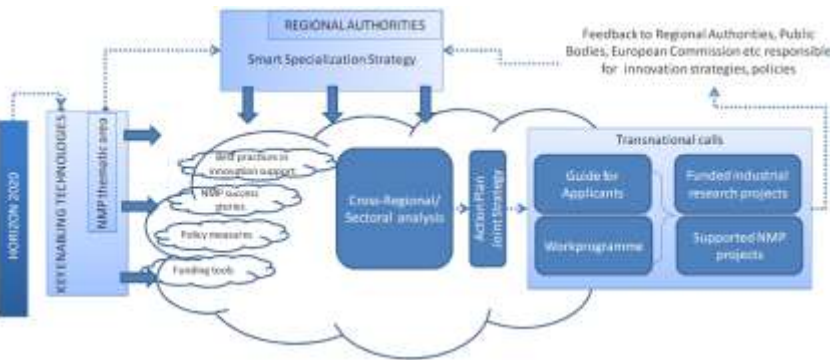 REGIONAL AUTHORITIES
Smart Specialization Strategy
Feedback to Regional Authorities, Public
Bodies, European Commission etc responsible
for innovation strategies, policies
HORIZON 2020
KEY ENABLING TECHNOLOGIES
NMP thematic area
Best practices in
innovation support
NMP success
stories
Policy measures
Funding tools
Cross-Regional/
Sectoral analysis
Action Plan
Joint Strategy
Transnational calls
Guide for
Applicants
Funded industrial
research projects
Workprogramme
Supported NMP
projects